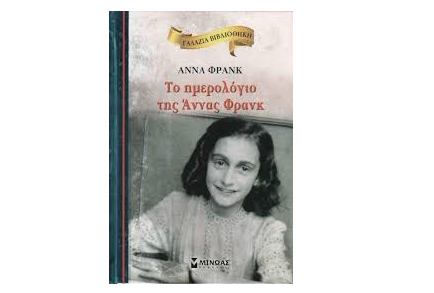 ΓΑΛΑΖΙΑ ΒΙΒΛΙΟΘΗΚΗ
ΑΝΝΑ ΦΡΑΝΚ
Το ημερολόγιο
της Άννας Φρανκ
ΜΙΝΩΑΣ